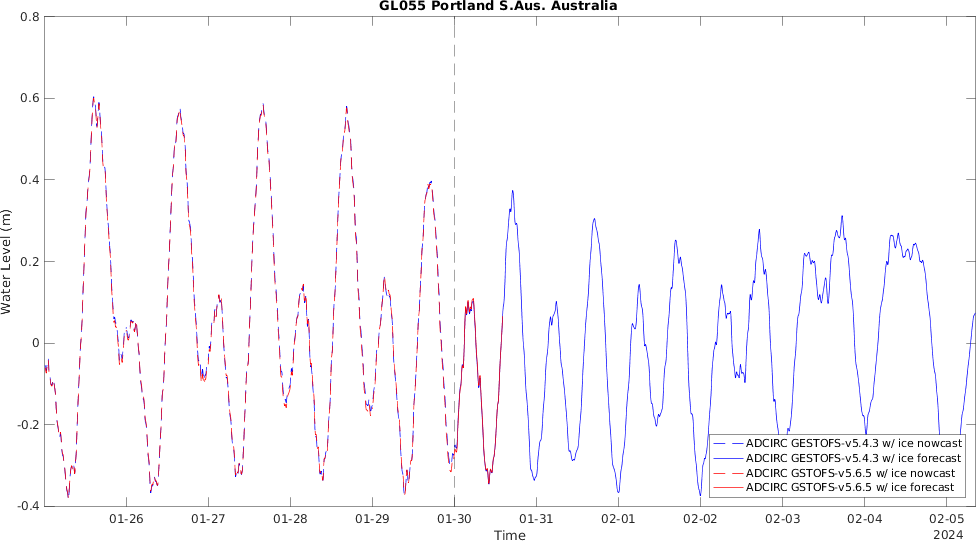 GL055 Portland S.Aus. Australia
0.8
0.6
0.4
0.2
0
-0.2
-0.4
Water Level (m)
01-26 01-27 01-28 01-29 01-30 01-31 02-01 02-02 02-03 02-04 02-05
Time
2024
ADCIRC GESTOFS-v5.4.3 w/ ice nowcast
ADCIRC GESTOFS-v5.4.3 w/ ice forecast
ADCIRC GSTOFS-v5.6.5 w/ ice nowcast
ADCIRC GSTOFS-v5.6.5 w/ ice forecast